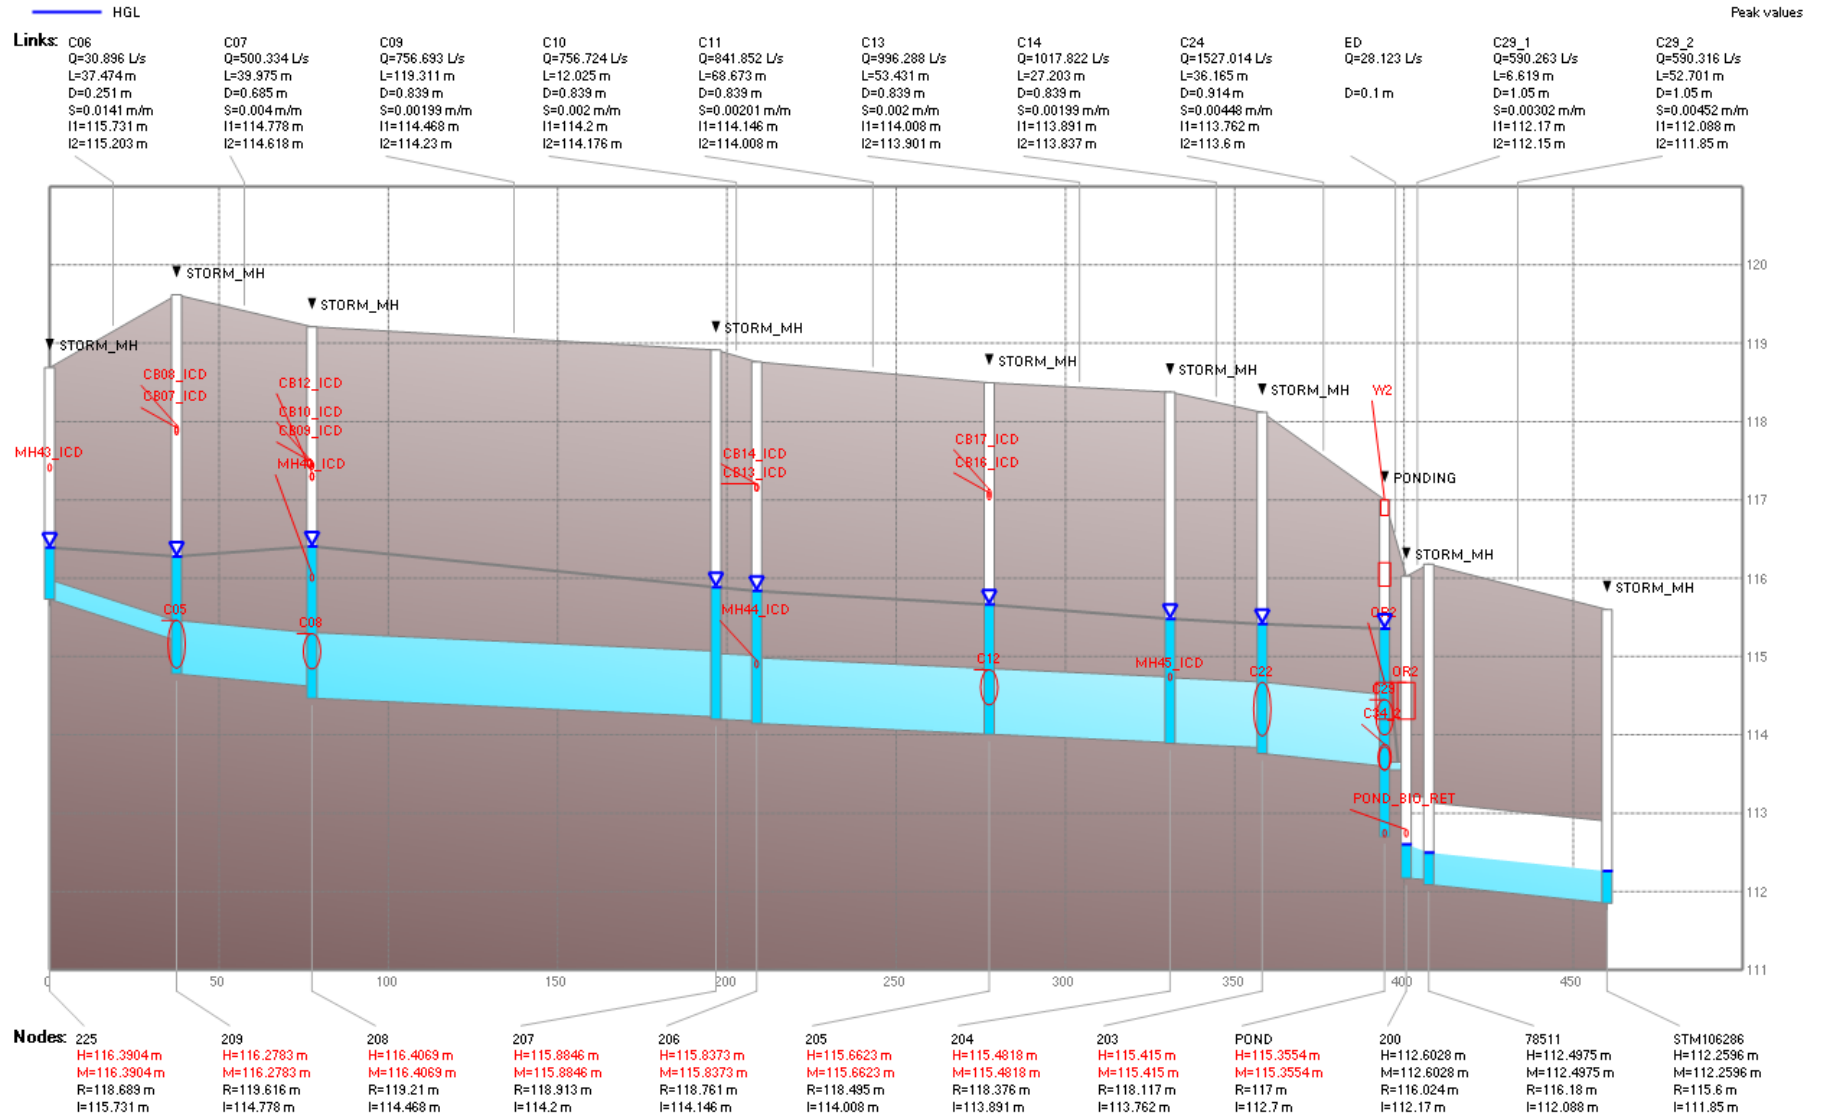 HGL
Peak values
Links:
C06 C07 C09 C10 C11 C13 C14 C24 ED C29_1 C29_2
Q=30.896 L/s Q=500.334 L/s Q=756.693 L/s Q=756.724 L/s Q=841.852 L/s Q=996.288 L/s Q=1017.822 L/s Q=1527.014 L/s Q=28.123 L/s Q=590.263 L/s Q=590.316 L/s
L=37.474 m L=39.975 m L=119.311 m L=12.025 m L=68.673 m L=53.431 m L=27.203 m L=36.165 m L=6.619 m L=52.701 m
D=0.251 m D=0.685 m D=0.839 m D=0.839 m D=0.839 m D=0.839 m D=0.839 m D=0.914 m D=0.1 m D=1.05 m D=1.05 m
S=0.0141 m/m S=0.004 m/m S=0.00199 m/m S=0.002 m/m S=0.00201 m/m S=0.002 m/m S=0.00199 m/m S=0.00448 m/m S=0.00302 m/m S=0.00452 m/m
I1=115.731 m I1=114.778 m I1=114.468 m I1=114.2 m I1=114.146 m I1=114.008 m I1=113.891 m I1=113.762 m I1=112.17 m I1=112.088 m
I2=115.203 m I2=114.618 m I2=114.23 m I2=114.176 m I2=114.008 m I2=113.901 m I2=113.837 m I2=113.6 m I2=112.15 m I2=111.85 m
120
STORM_MH
STORM_MH
STORM_MH
STORM_MH
119
STORM_MH
STORM_MH
CB08_ICD
CB12_ICD
STORM_MH
W2
CB07_ICD
CB10_ICD
118
CB09_ICD
CB17_ICD
MH43_ICD
CB14_ICD
CB16_ICD
CB13_ICD
PONDING
117
STORM_MH
116
STORM_MH
C05
MH44_ICD
OR2
C08
115
C12
MH45_ICD
C22
OR2
114
POND_BIO_RET
113
112
111
0 50 100 150 200 250 300 350 400 450
Nodes:
225 209 208 207 206 205 204 203 POND 200 78511 STM106286
H=116.3904 m H=116.2783 m H=116.4069 m H=115.8846 m H=115.8373 m H=115.6623 m H=115.4818 m H=115.415 m H=115.3554 m H=112.6028 m H=112.4975 m H=112.2596 m
M=116.3904 m M=116.2783 m M=116.4069 m M=115.8846 m M=115.8373 m M=115.6623 m M=115.4818 m M=115.415 m M=115.3554 m M=112.6028 m M=112.4975 m M=112.2596 m
R=118.689 m R=119.616 m R=119.21 m R=118.913 m R=118.761 m R=118.495 m R=118.376 m R=118.117 m R=117 m R=116.024 m R=116.18 m R=115.6 m
I=115.731 m I=114.778 m I=114.468 m I=114.2 m I=114.146 m I=114.008 m I=113.891 m I=113.762 m I=112.7 m I=112.17 m I=112.088 m I=111.85 m